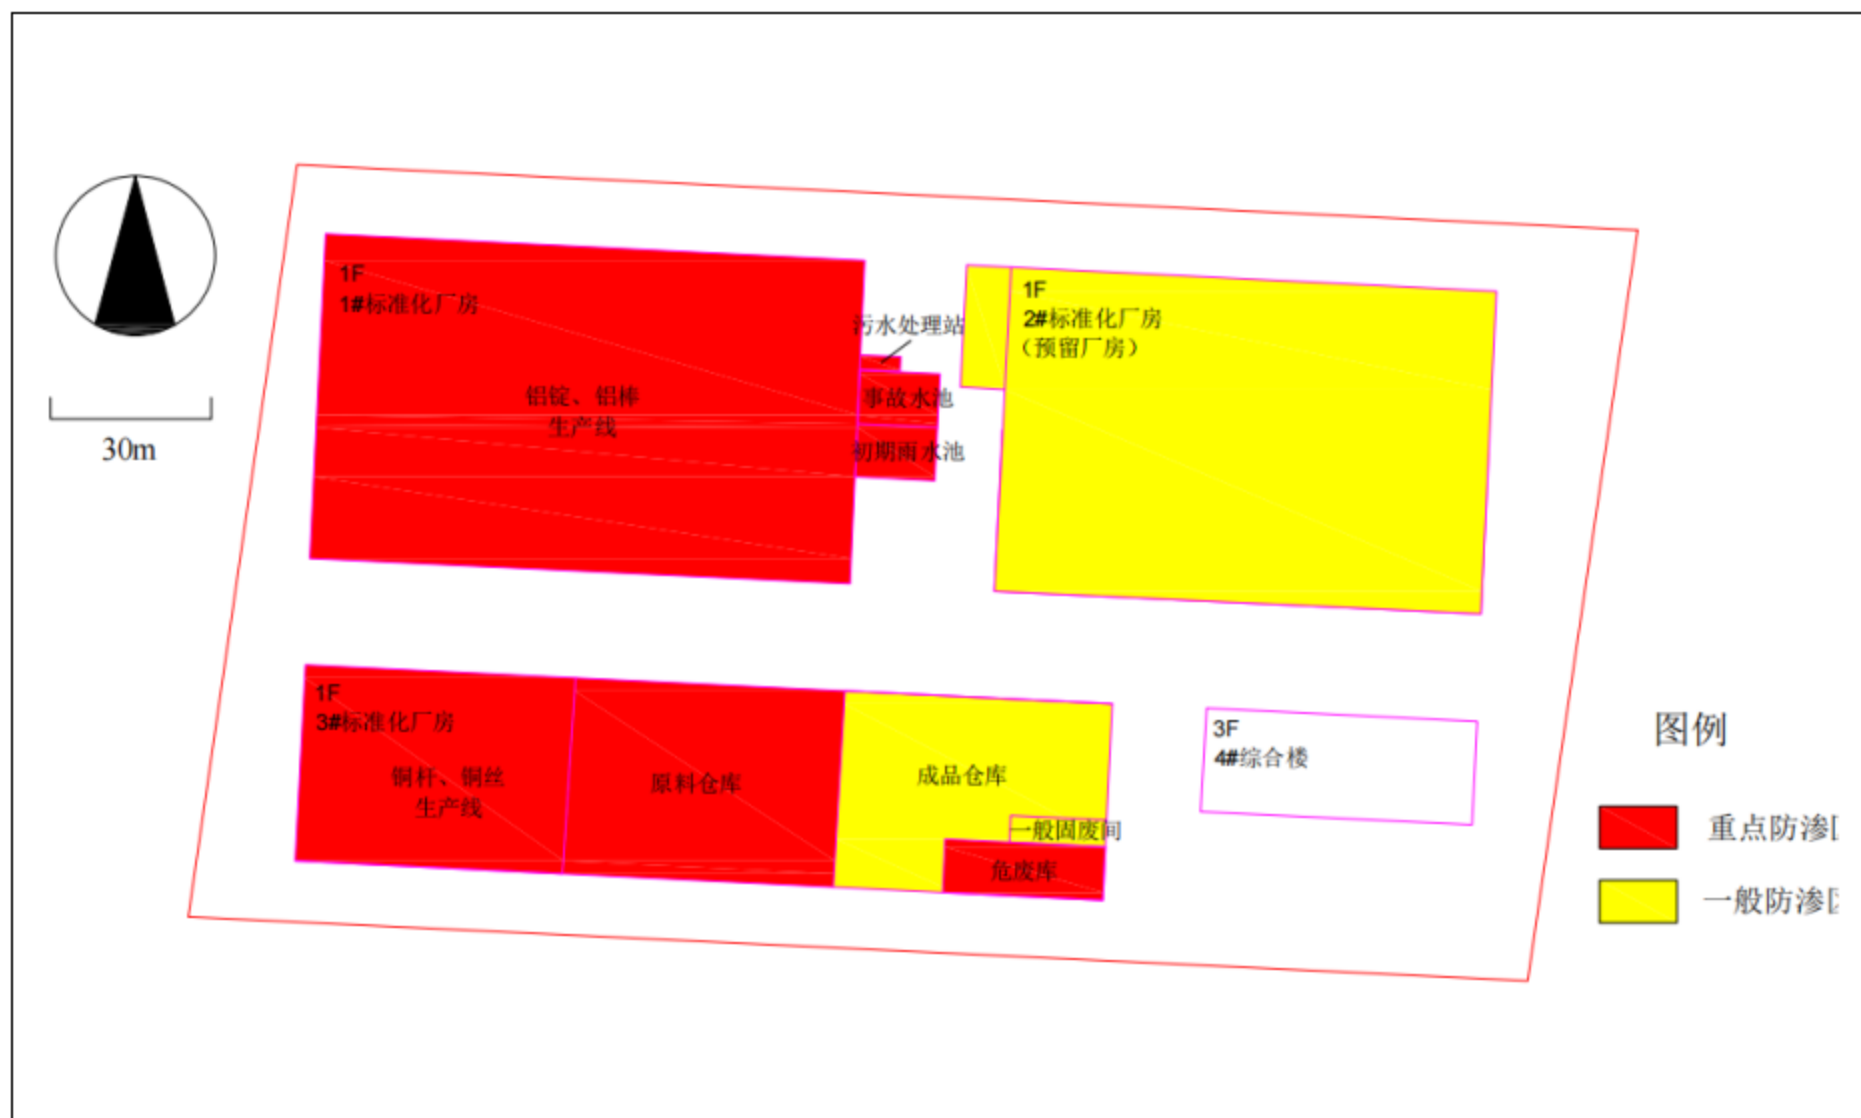 30m
1F
1#标准化厂房
铝锭、铝棒
生产线
污水处理站
事故水池
初期雨水池
1F
2#标准化厂房
（预留厂房）
1F
3#标准化厂房
铜杆、铜丝
生产线
原料仓库
成品仓库
一般固废间
危废库
3F
4#综合楼
图例
重点防渗
一般防渗